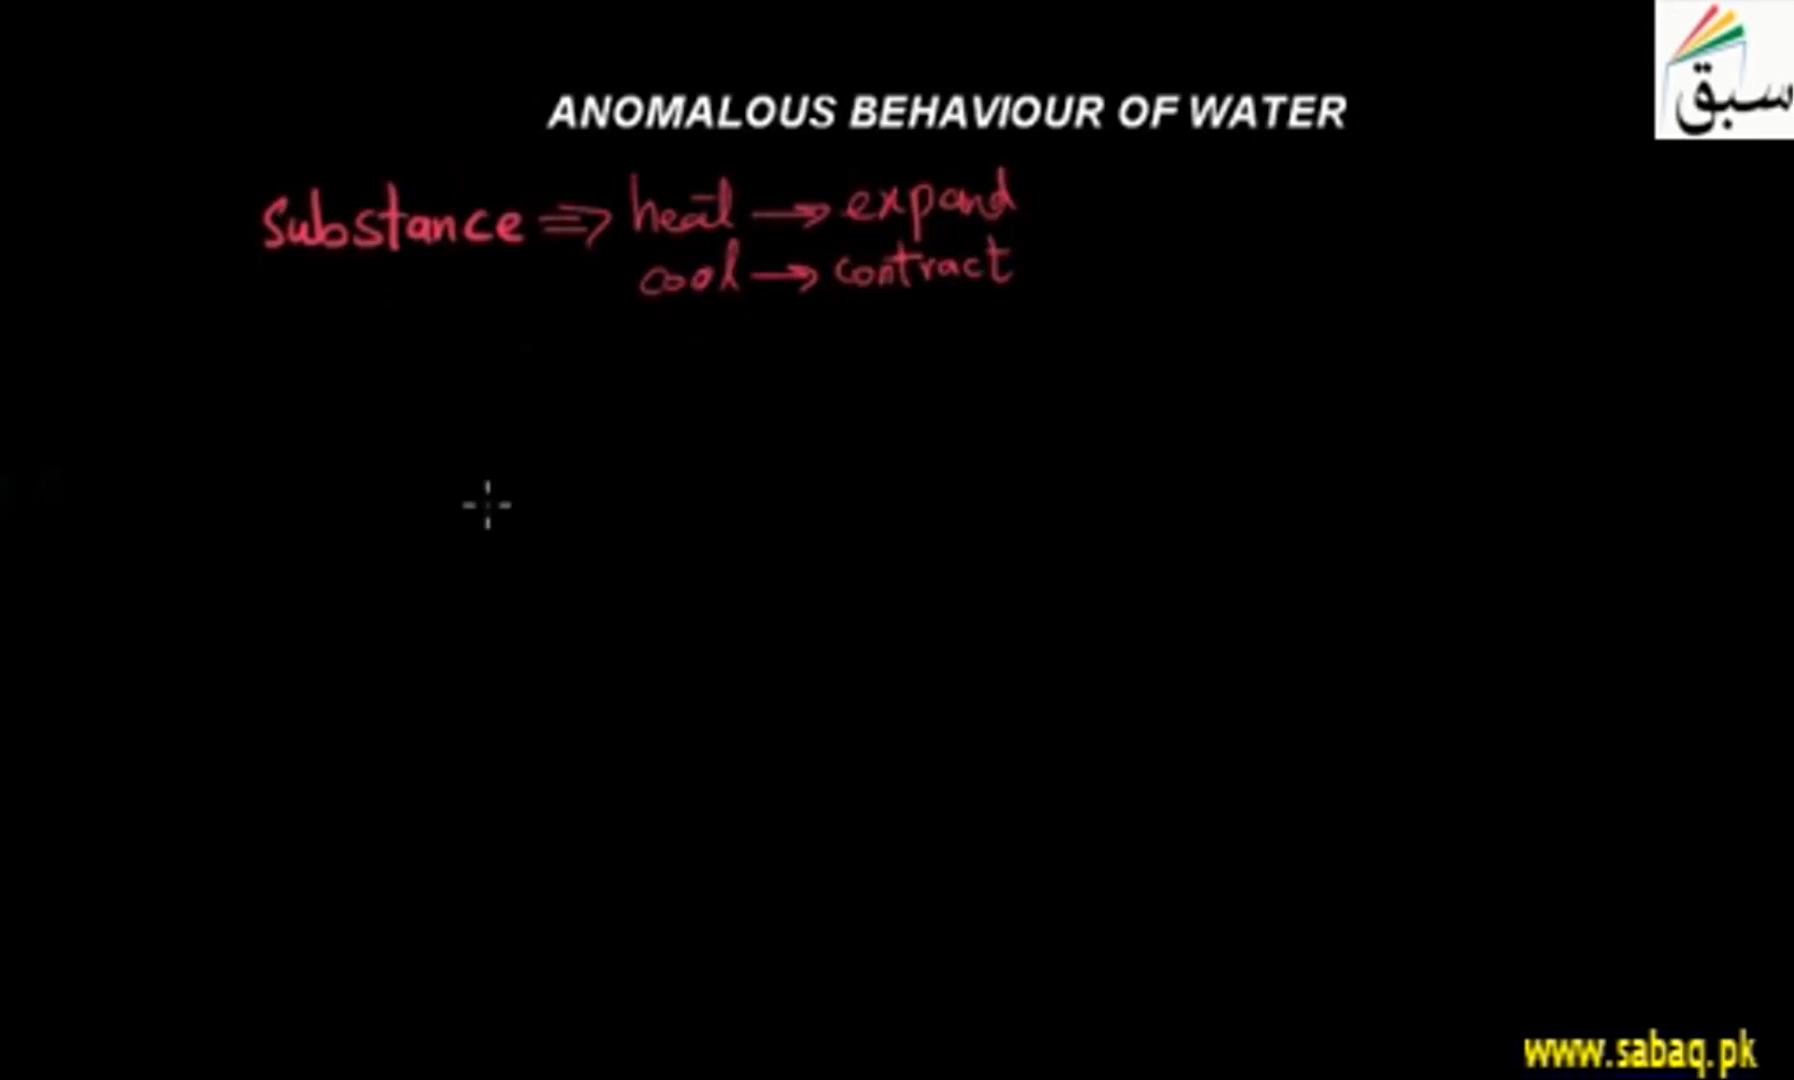 سبق
ANOMALOUS BEHAVIOUR OF WATER
Substance ⇒ heat → expand
cool → contract
www.sabaq.pk